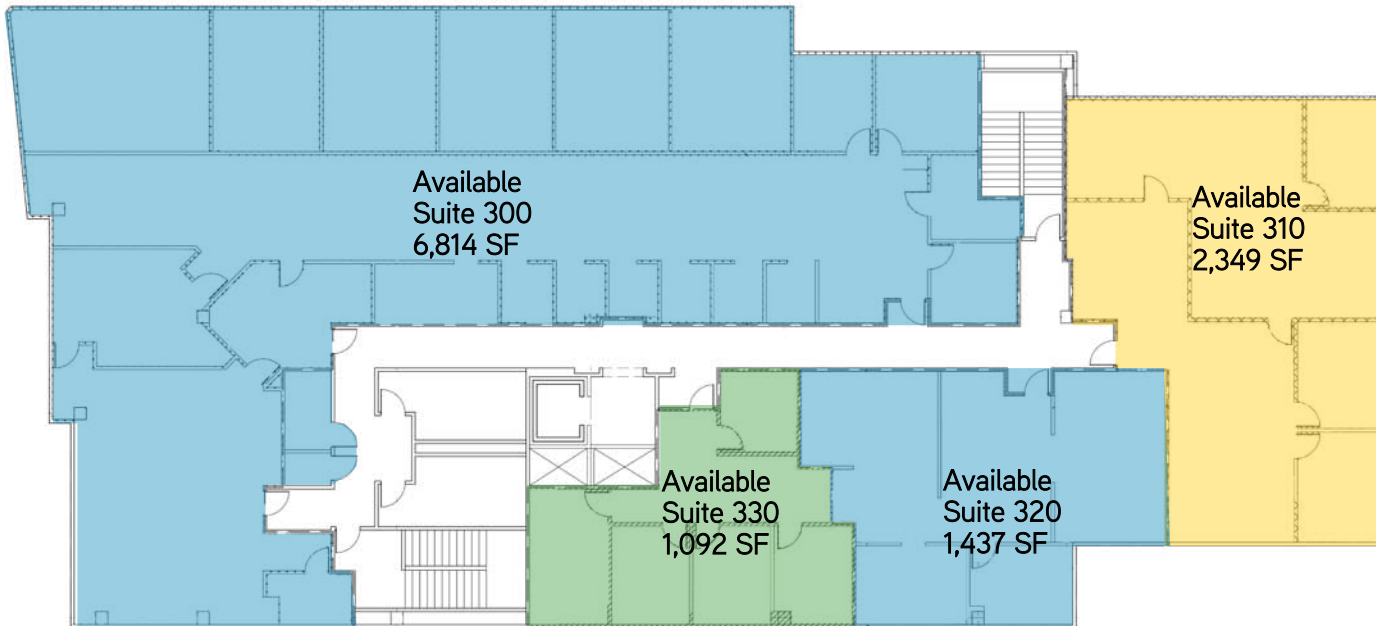 Available
Suite 300
6,814 SF
Available
Suite 310
2,349 SF
Available
Suite 330
1,092 SF
Available
Suite 320
1,437 SF